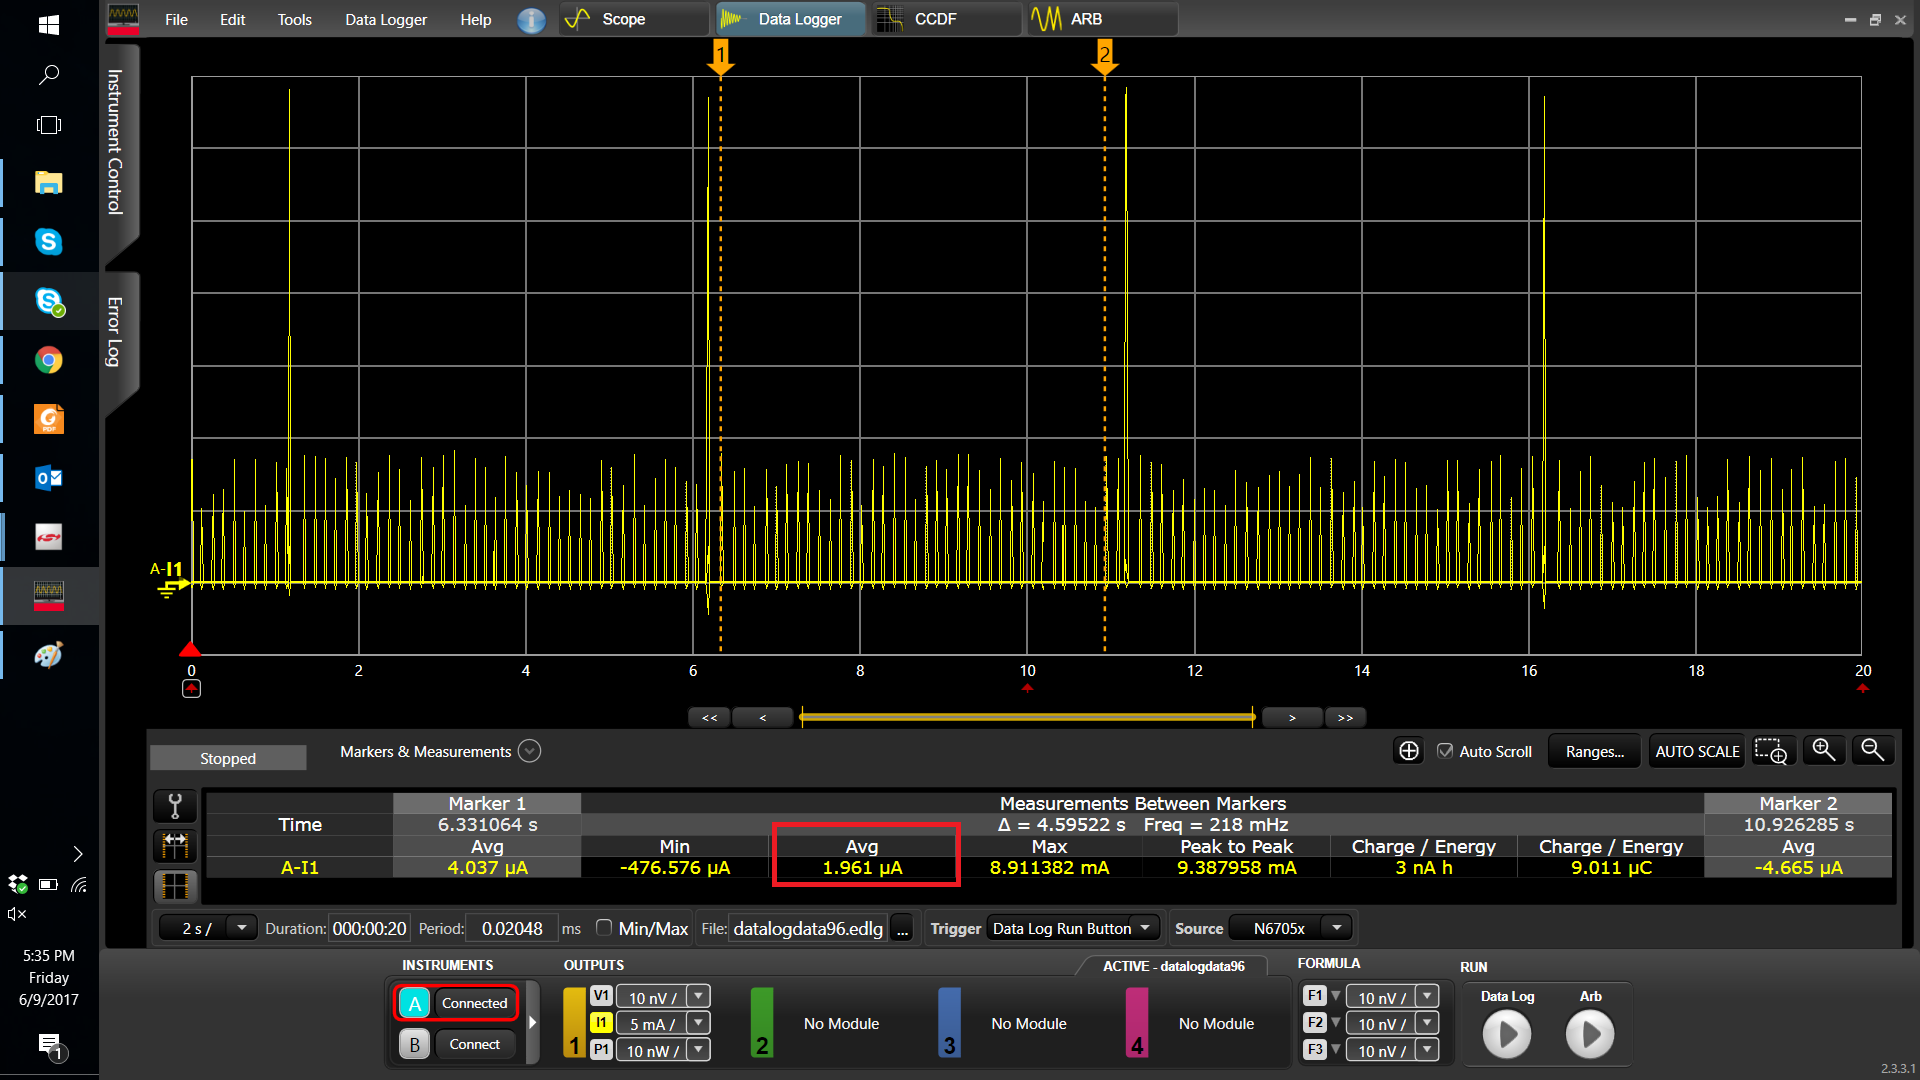 File Edit Tools Data Logger Help Scope Data Logger CCDF ARB
Instrument Control
Error Log
1 2
A-I1
0 2 4 6 8 10 12 14 16 18 20
<< < > >>
Stopped Markers & Measurements Auto Scroll Ranges... AUTO SCALE
Marker 1 Measurements Between Markers Marker 2
Time 6.331064 s Δ = 4.59522 s Freq = 218 mHz 10.926285 s
Avg Min Avg Max Peak to Peak Charge / Energy Charge / Energy Avg
A-I1 4.037 µA -476.576 µA 1.961 µA 8.911382 mA 9.387958 mA 3 nA h 9.011 µC -4.665 µA
2 s / Duration: 000:00:20 Period: 0.02048 ms Min/Max File: datalogdata96.edlg ... Trigger Data Log Run Button Source N6705x
INSTRUMENTS OUTPUTS ACTIVE - datalogdata96 FORMULA RUN
A Connected
B Connect
1 V1 10 nV /
I1 5 mA /
P1 10 nW /
2 No Module
3 No Module
4 No Module
F1 10 nV /
F2 10 nV /
F3 10 nV /
Data Log Arb
2.3.3.1
S
S
PDF
O
5:35 PM
Friday
6/9/2017
1